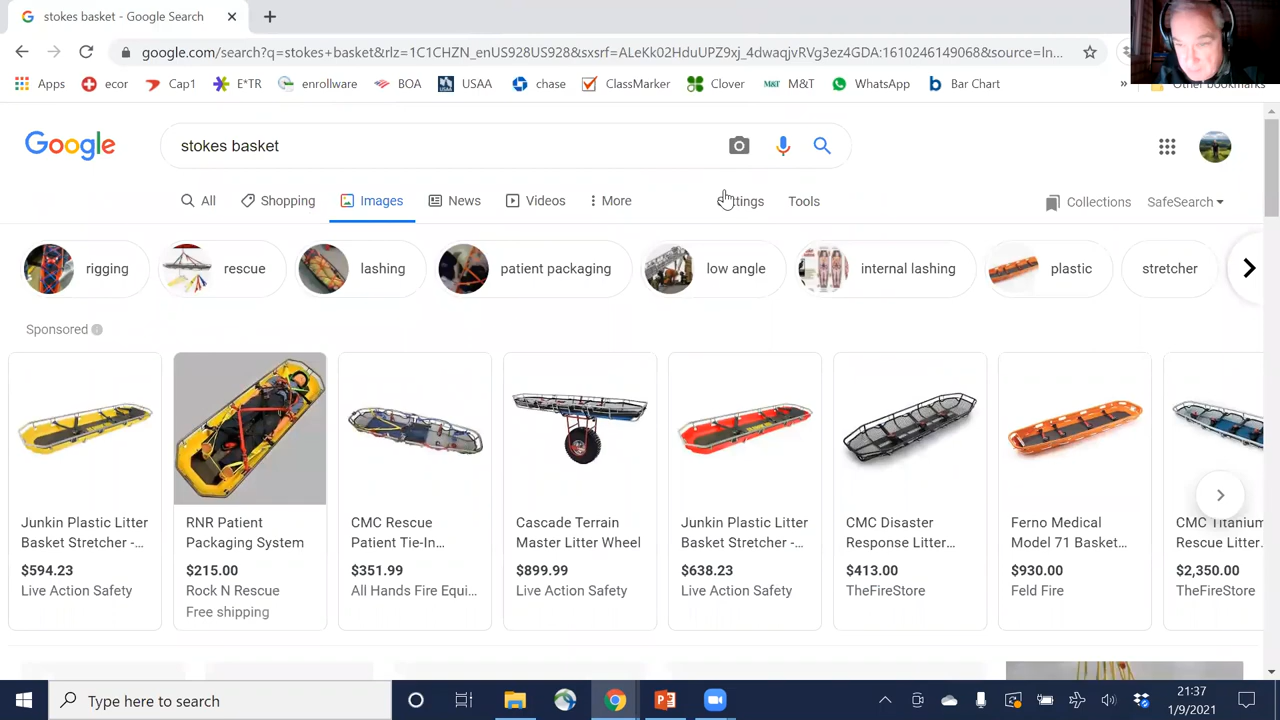 stokes basket - Google Search
google.com/search?q=stokes+basket&rlz=1C1CHZN_enUS928US928&sxsrf=ALeKk02HduUPZ9xj_4dwaqjvRVg3ez4GDA:1610246149068&source=ln...
Apps ecor Cap1 E*TR enrollware BOA USAA chase ClassMarker Clover M&T M&T WhatsApp Bar Chart » Other bookmarks
Google stokes basket
All Shopping Images News Videos More Settings Tools Collections SafeSearch
rigging rescue lashing patient packaging low angle internal lashing plastic stretcher
Sponsored
Junkin Plastic Litter RNR Patient CMC Rescue Cascade Terrain Junkin Plastic Litter CMC Disaster Ferno Medical CMC Titanium
Basket Stretcher -... Packaging System Patient Tie-In... Master Litter Wheel Basket Stretcher -... Response Litter... Model 71 Basket... Rescue Litter...
$594.23 $215.00 $351.99 $899.99 $638.23 $413.00 $930.00 $2,350.00
Live Action Safety Rock N Rescue All Hands Fire Equi... Live Action Safety Live Action Safety TheFireStore Feld Fire TheFireStore
Free shipping
Type here to search 21:37
1/9/2021